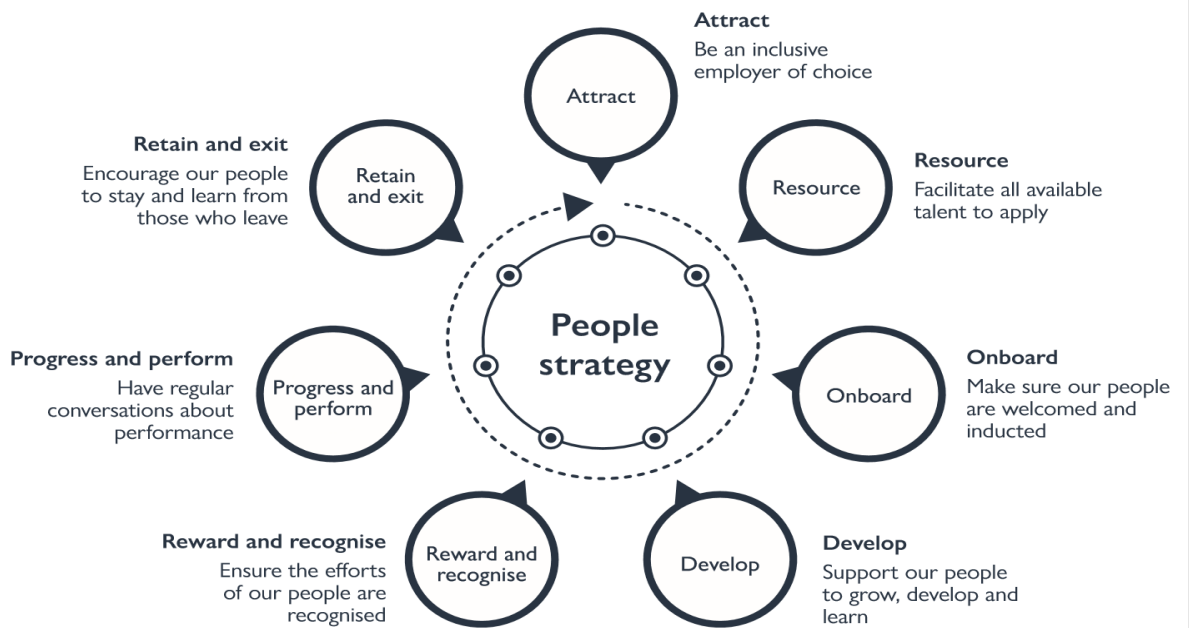 Attract
Be an inclusive
employer of choice
Attract
Resource
Resource
Facilitate all available
talent to apply
Onboard
Onboard
Make sure our people
are welcomed and
inducted
Develop
Develop
Support our people
to grow, develop and
learn
Reward and
recognise
Reward and recognise
Ensure the efforts
of our people are
recognised
Progress and
perform
Progress and perform
Have regular
conversations about
performance
Retain
and exit
Retain and exit
Encourage our people
to stay and learn from
those who leave
People
strategy